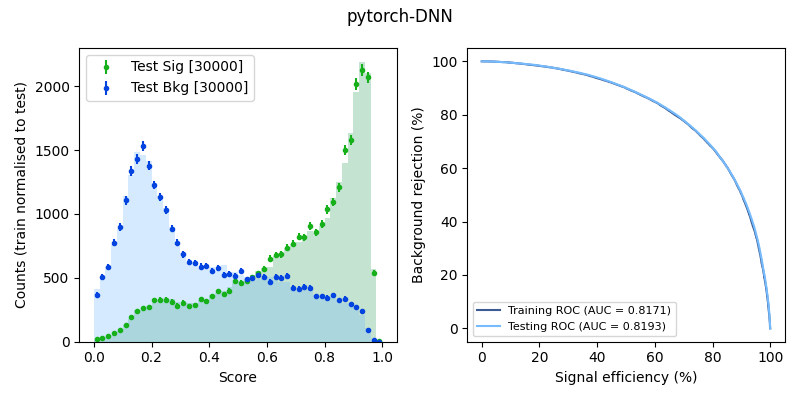 pytorch-DNN
Counts (train normalised to test)
2000
1500
1000
500
0
Test Sig [30000]
Test Bkg [30000]
0.0 0.2 0.4 0.6 0.8 1.0
Score
Background rejection (%)
100
80
60
40
20
0
Training ROC (AUC = 0.8171)
Testing ROC (AUC = 0.8193)
0 20 40 60 80 100
Signal efficiency (%)